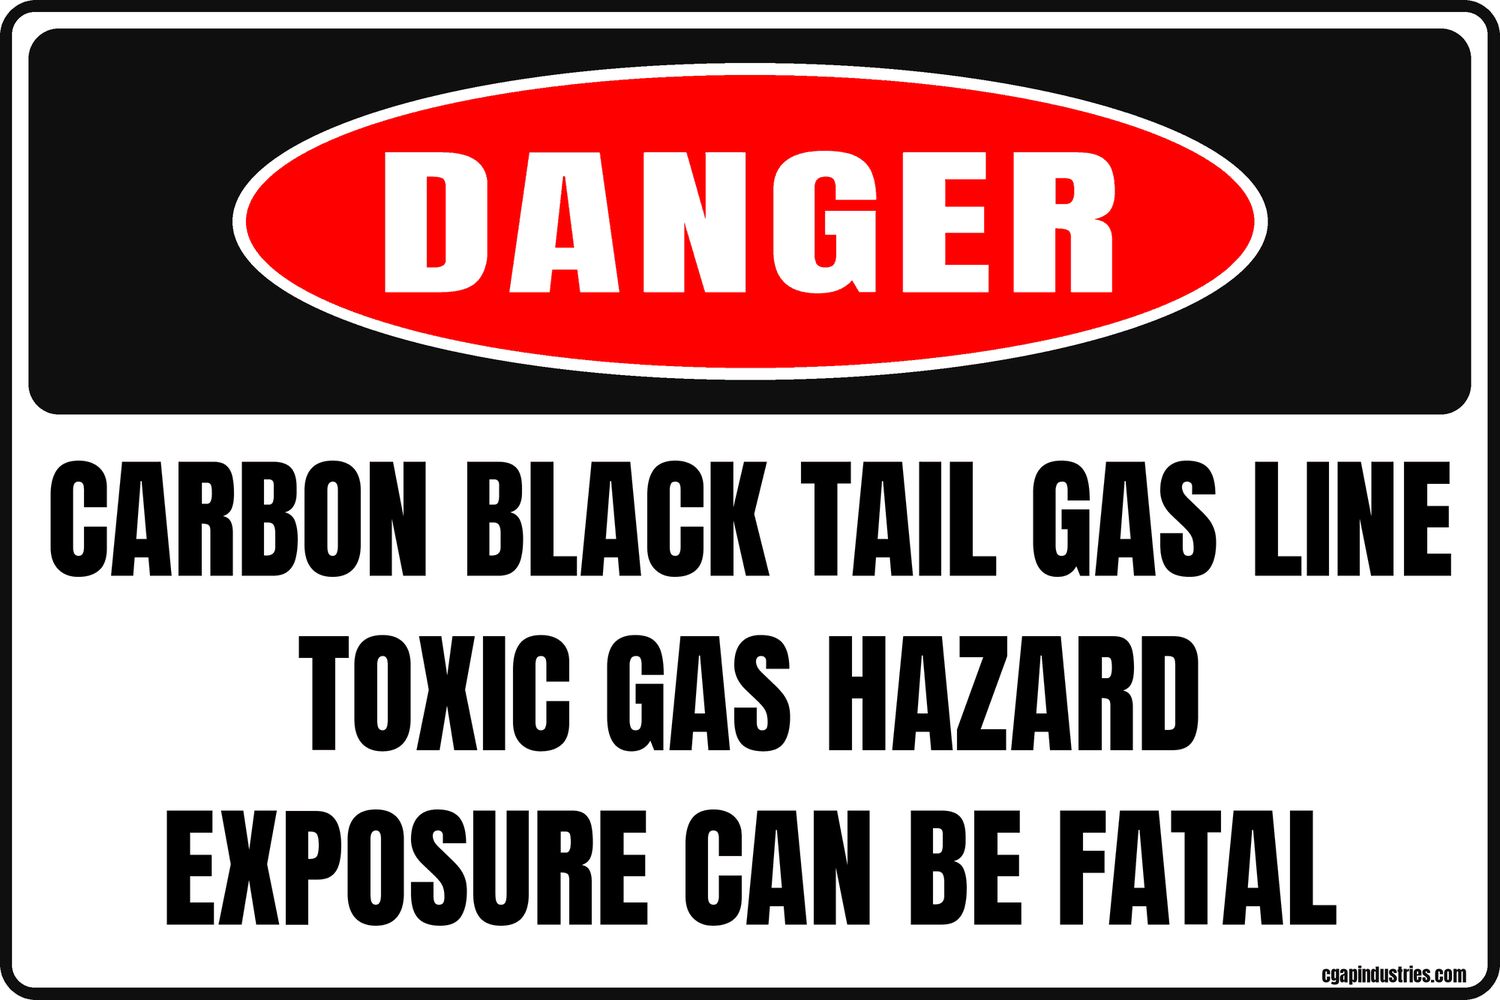 DANGER
CARBON BLACK TAIL GAS LINE
TOXIC GAS HAZARD
EXPOSURE CAN BE FATAL
cgapindustries.com